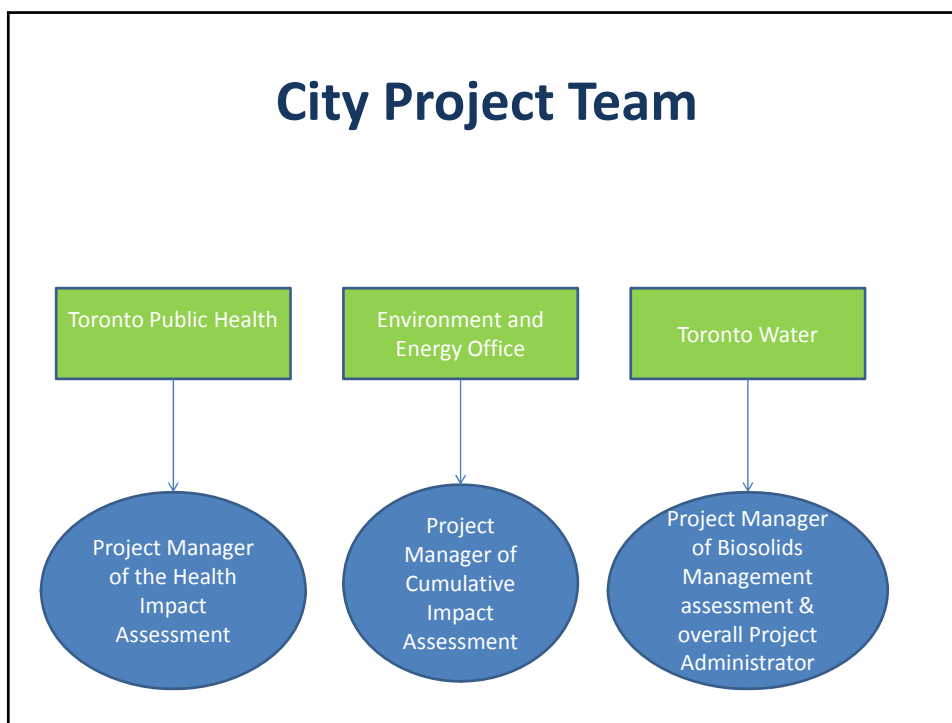 City Project Team
Toronto Public Health
Environment and
Energy Office
Toronto Water
Project Manager
of the Health
Impact
Assessment
Project
Manager of
Cumulative
Impact
Assessment
Project Manager
of Biosolids
Management
assessment &
overall Project
Administrator